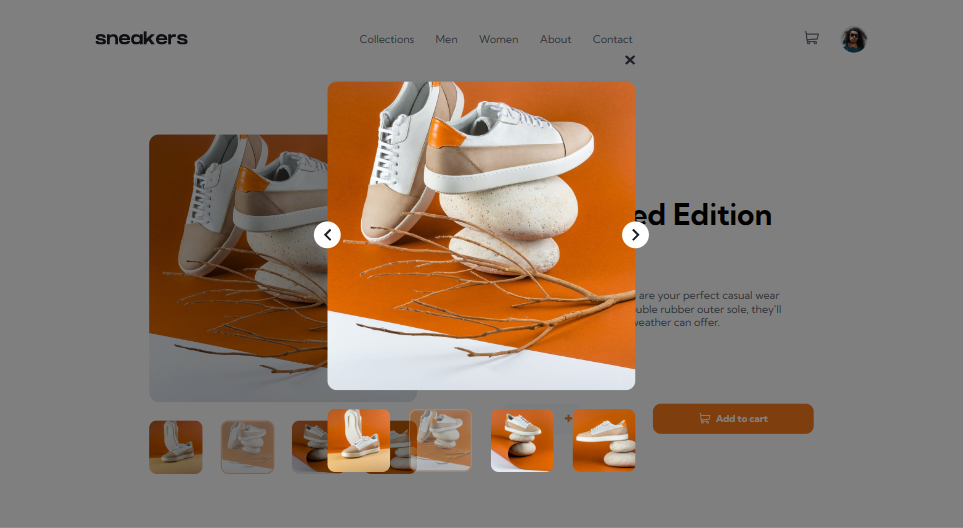 sneakers
Collections Men Women About Contact
ed Edition
are your perfect casual wear
uble rubber outer sole, they'll
weather can offer.
Add to cart